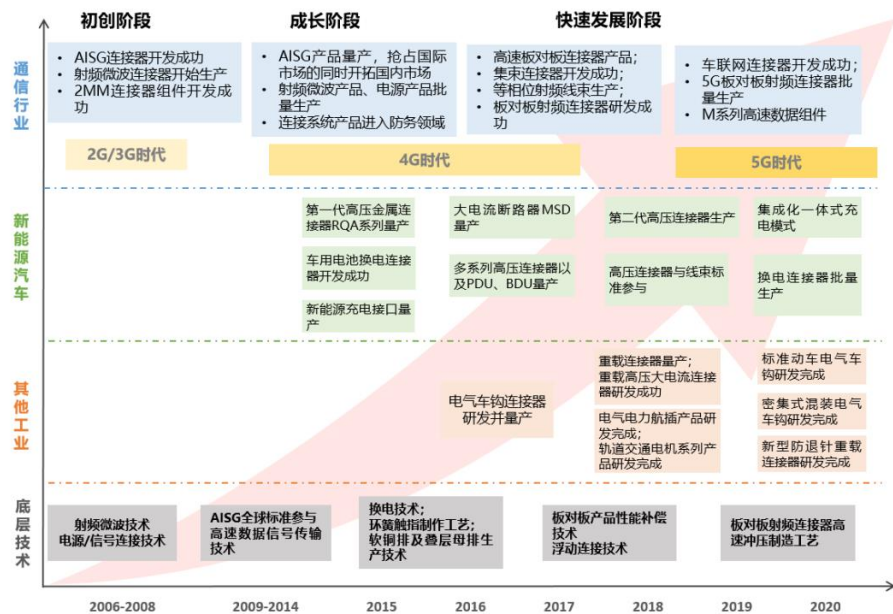 初创阶段
成长阶段
快速发展阶段
通信行业
• AISG连接器开发成功
• 射频微波连接器开始生产
• 2MM连接器组件开发成
功
• AISG产品量产，抢占国际
市场的同时开拓国内市场
• 射频微波产品、电源产品批
量生产
• 连接系统产品进入防务领域
• 高速板对板连接器产品；
• 集束连接器开发成功；
• 等相位射频线束生产；
• 板对板射频连接器研发成
功
• 车联网连接器开发成功；
• 5G板对板射频连接器批
量生产
• M系列高速数据组件
2G/3G时代
4G时代
5G时代
新能源汽车
第一代高压金属连
接器RQA系列量产
大电流断路器MSD
量产
第二代高压连接器生产
集成化一体式充
电模式
车用电池换电连接
器开发成功
多系列高压连接器以
及PDU、BDU量产
高压连接器与线束标
准参与
换电连接器批量
生产
新能源充电接口量
产
其他工业
电气车钩连接器
研发并量产
重载连接器量产；
重载高压大电流连接
器研发成功
电气电力航插产品研
发完成；
轨道交通电机系列产
品研发完成
标准动车电气车
钩研发完成
密集式混装电气
车钩研发完成
新型防退针重载
连接器研发完成
底层技术
射频微波技术
电源/信号连接技术
AISG全球标准参与
高速数据信号传输
技术
换电技术；
环簧触指制作工艺；
软铜排及叠层母排生
产技术
板对板产品性能补偿
技术
浮动连接技术
板对板射频连接器高
速冲压制造工艺
2006-2008
2009-2014
2015
2016
2017
2018
2019
2020